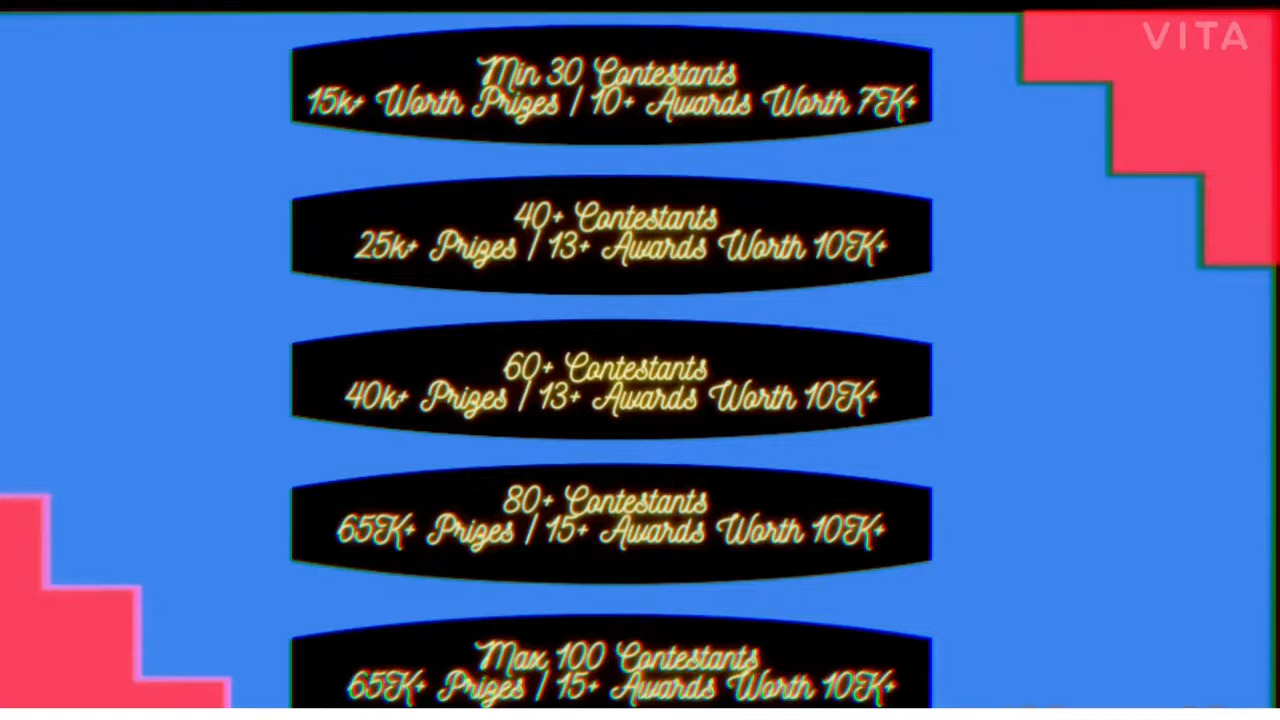 VITA
Min 30 Contestants
15k+ Worth Prizes / 10+ Awards Worth 7K+
40+ Contestants
25k+ Prizes / 13+ Awards Worth 10K+
60+ Contestants
40k+ Prizes / 13+ Awards Worth 10K+
80+ Contestants
65K+ Prizes / 15+ Awards Worth 10K+
Max 100 Contestants
65K+ Prizes / 15+ Awards Worth 10K+